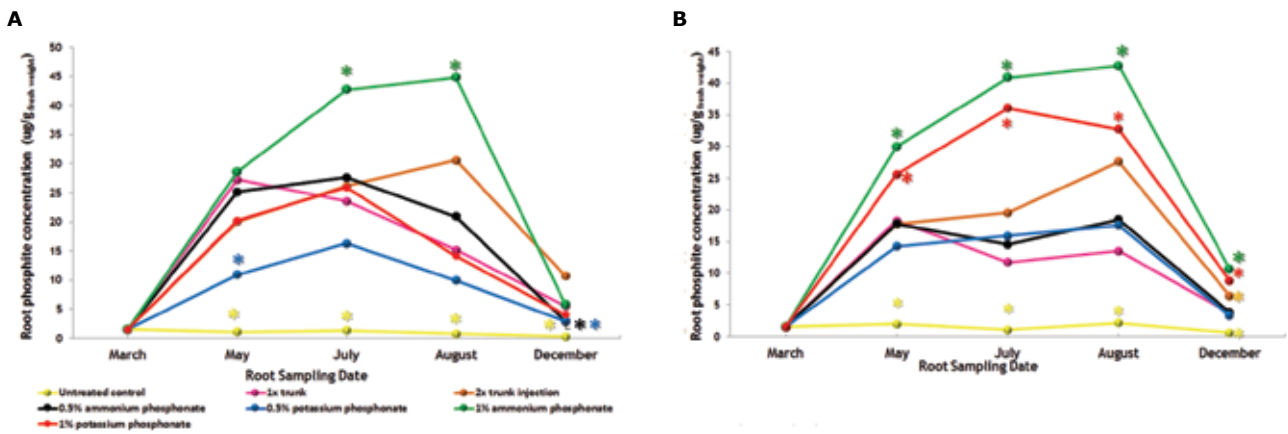 A
B
Root phosphite concentration (ug/g fresh weight)
50
45
40
35
30
25
20
15
10
5
0
March May July August December
Root Sampling Date
Untreated control 1x trunk 2x trunk injection
0.5% ammonium phosphonate 0.5% potassium phosphonate 1% ammonium phosphonate
1% potassium phosphonate
Root phosphite concentration (ug/g fresh weight)
45
40
35
30
25
20
15
10
5
0
March May July August December
Root Sampling Date